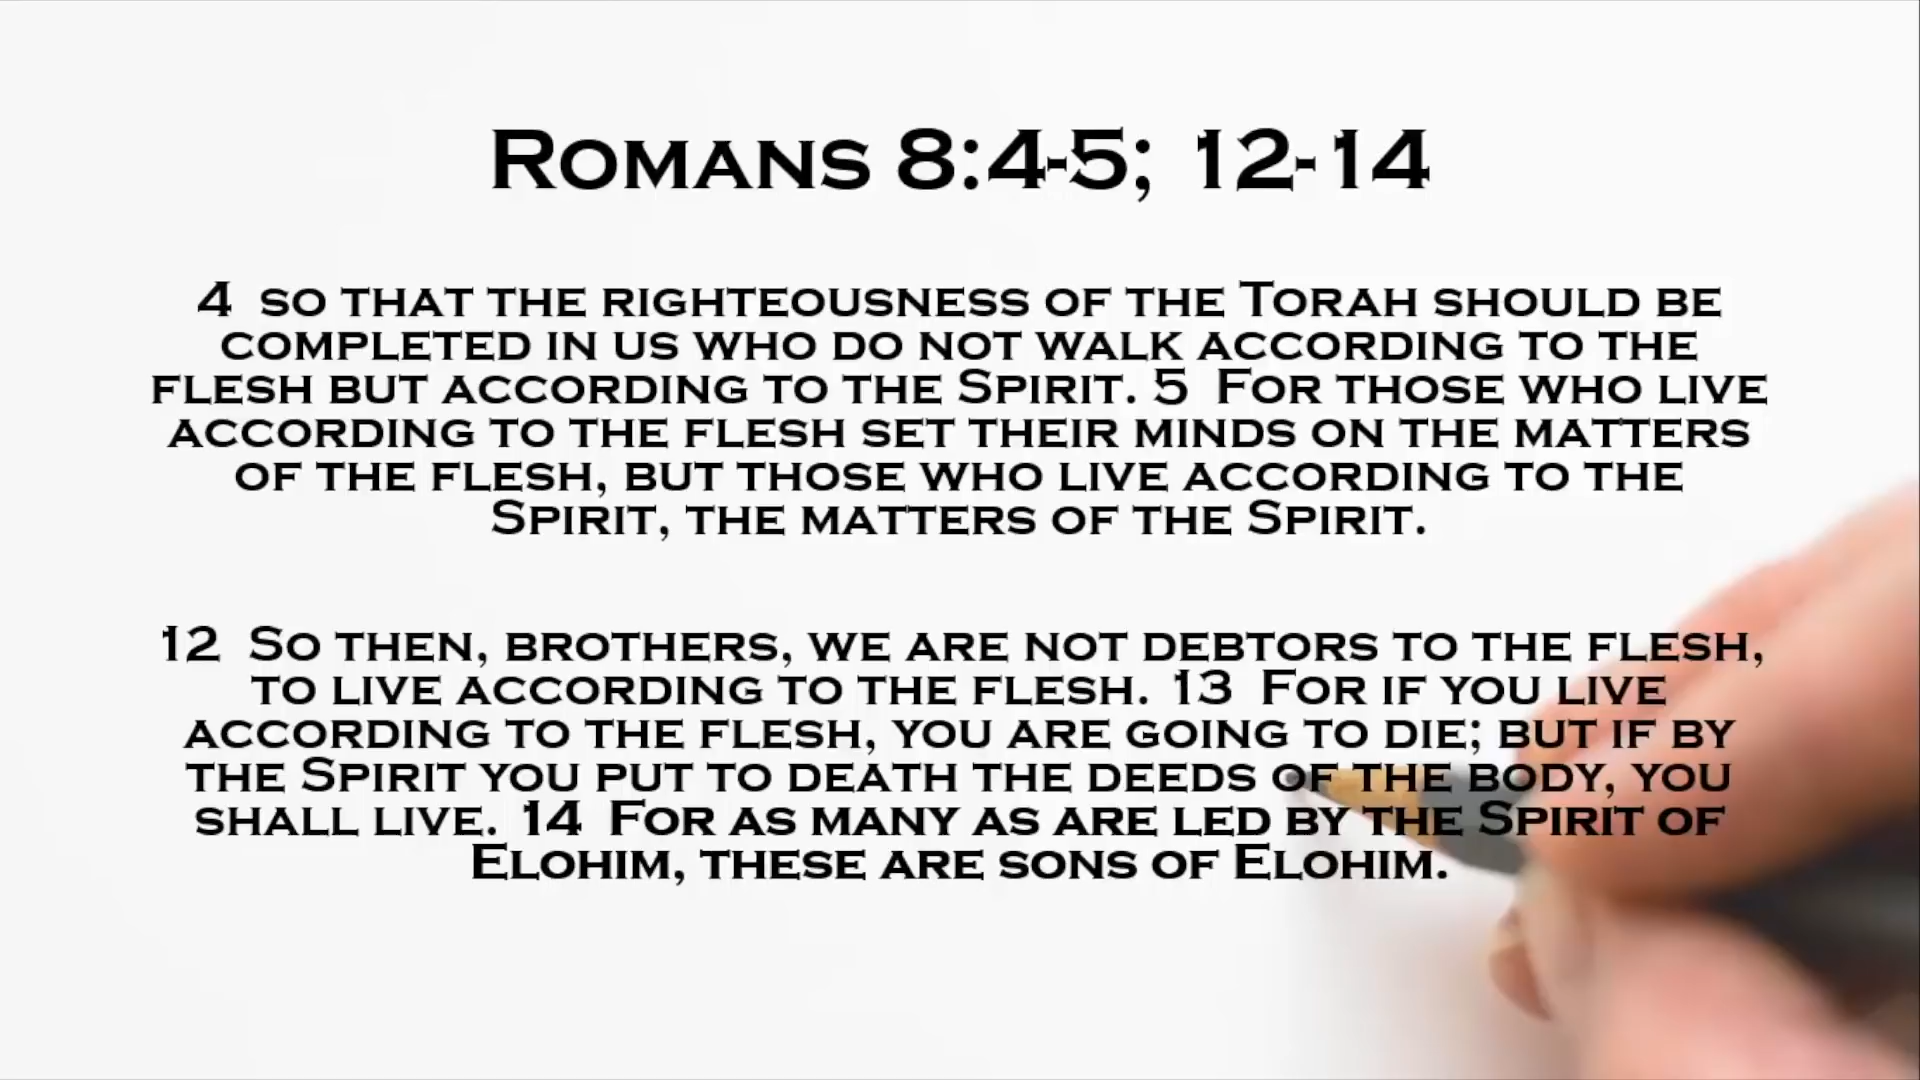 Romans 8:4-5; 12-14
4 so that the righteousness of the Torah should be
completed in us who do not walk according to the
flesh but according to the Spirit. 5 For those who live
according to the flesh set their minds on the matters
of the flesh, but those who live according to the
Spirit, the matters of the Spirit.
12 So then, brothers, we are not debtors to the flesh,
to live according to the flesh. 13 For if you live
according to the flesh, you are going to die; but if by
the Spirit you put to death the deeds of the body, you
shall live. 14 For as many as are led by the Spirit of
Elohim, these are sons of Elohim.